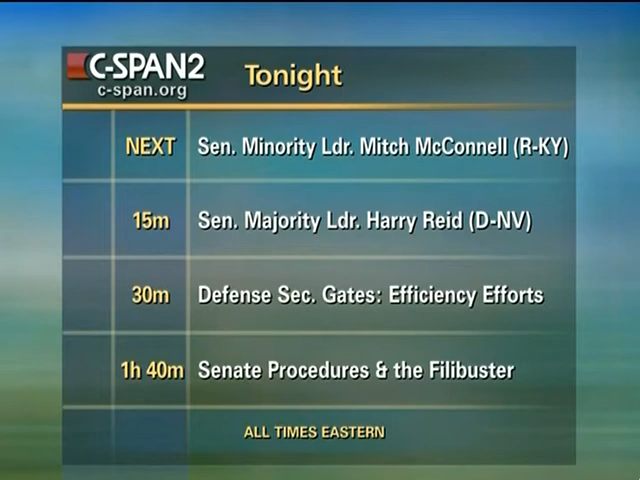 C-SPAN2
c-span.org
Tonight
NEXT Sen. Minority Ldr. Mitch McConnell (R-KY)
15m Sen. Majority Ldr. Harry Reid (D-NV)
30m Defense Sec. Gates: Efficiency Efforts
1h 40m Senate Procedures & the Filibuster
ALL TIMES EASTERN